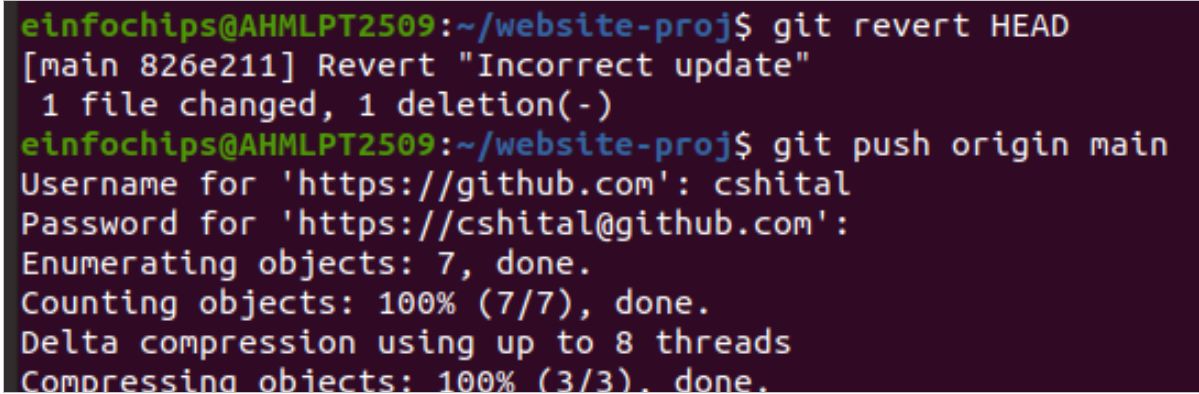 einfochips@AHMLPT2509:~/website-proj$ git revert HEAD
[main 826e211] Revert "Incorrect update"
 1 file changed, 1 deletion(-)
einfochips@AHMLPT2509:~/website-proj$ git push origin main
Username for 'https://github.com': cshital
Password for 'https://cshital@github.com':
Enumerating objects: 7, done.
Counting objects: 100% (7/7), done.
Delta compression using up to 8 threads
Compressing objects: 100% (3/3), done.